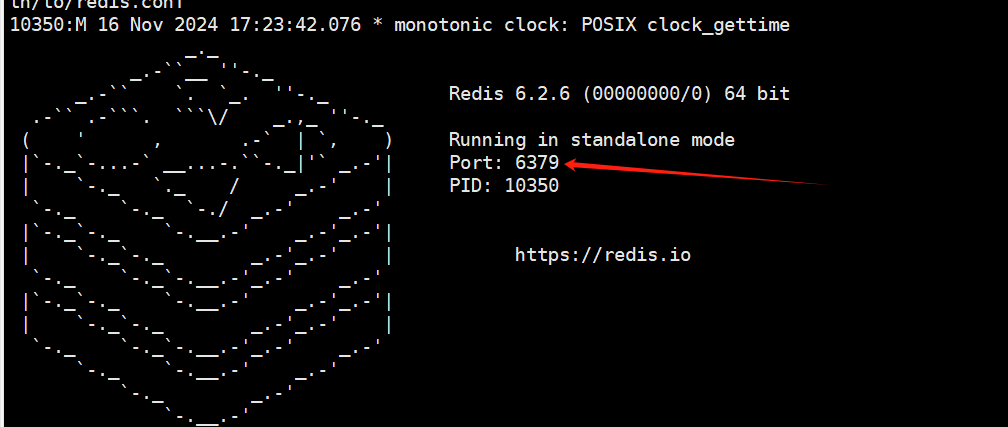 th/to/redis.conf
10350:M 16 Nov 2024 17:23:42.076 * monotonic clock: POSIX clock_gettime
Redis 6.2.6 (00000000/0) 64 bit
Running in standalone mode
Port: 6379
PID: 10350
https://redis.io